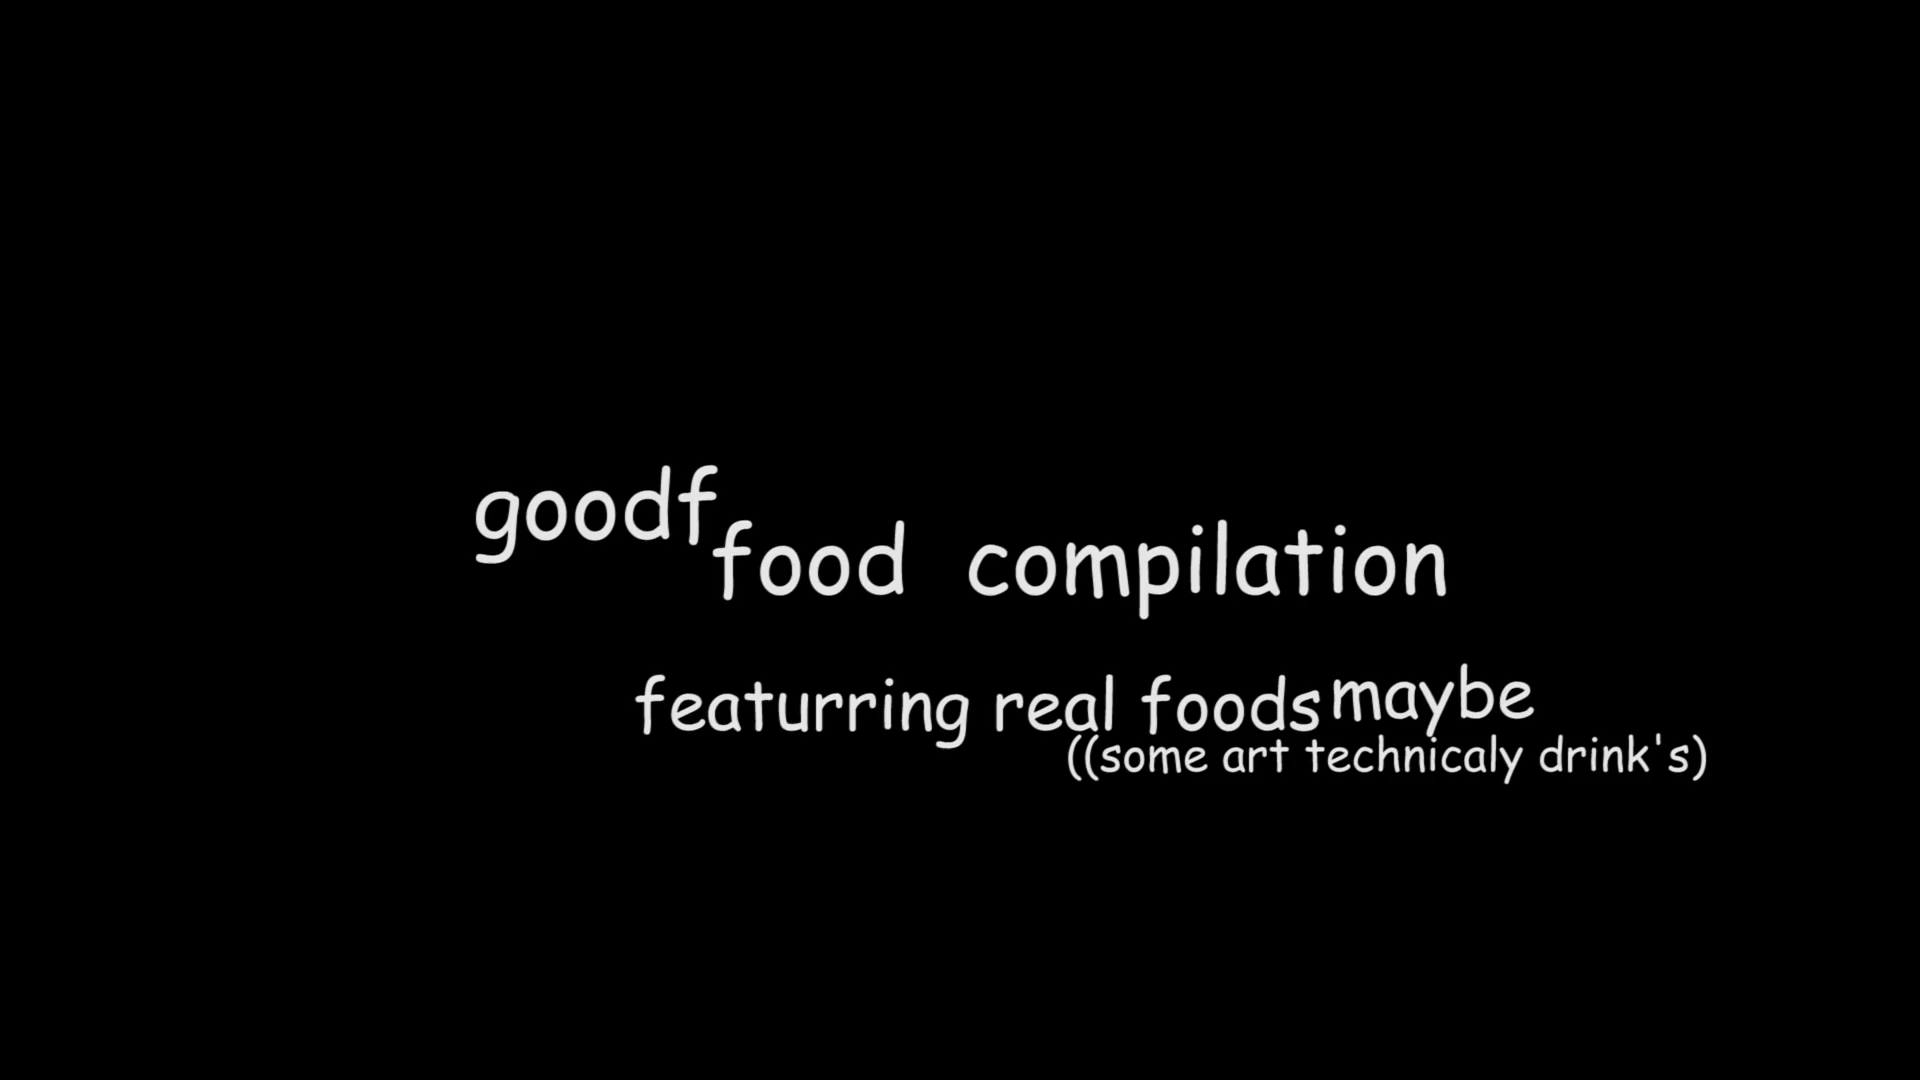 goodf
food compilation
featurring real foods maybe
((some art technicaly drink's)